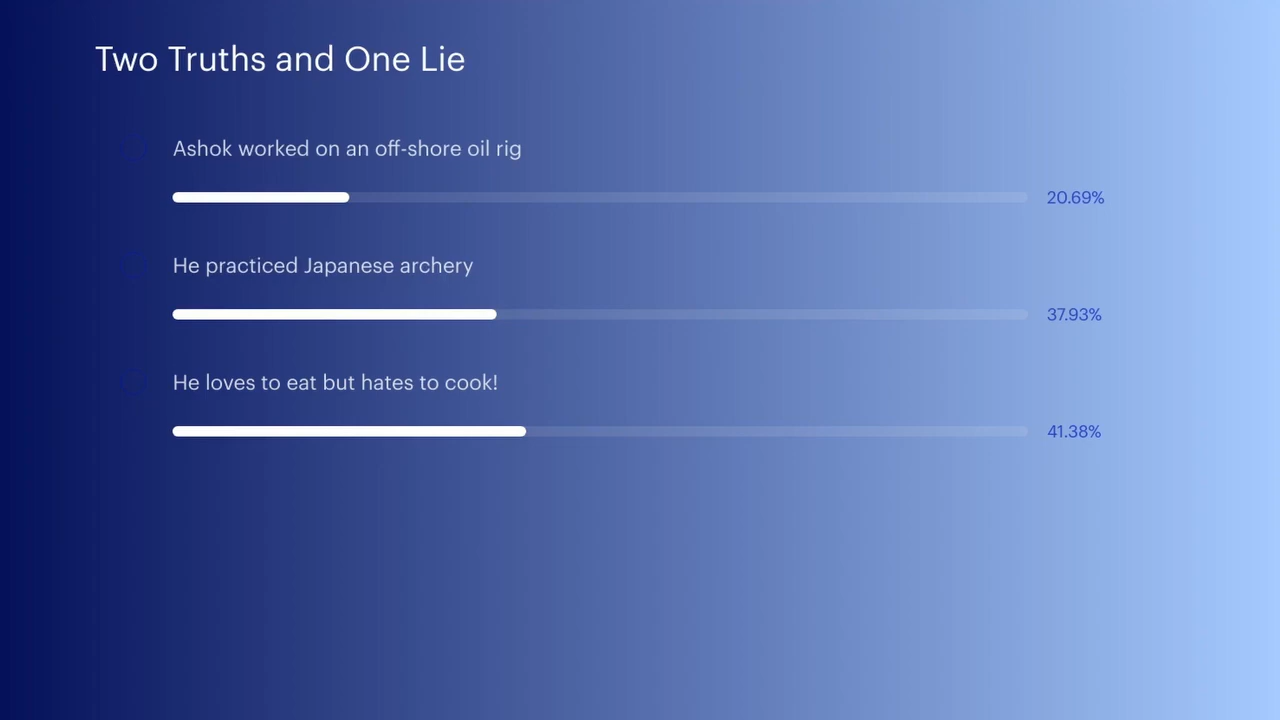 Two Truths and One Lie
Ashok worked on an off-shore oil rig
20.69%
He practiced Japanese archery
37.93%
He loves to eat but hates to cook!
41.38%